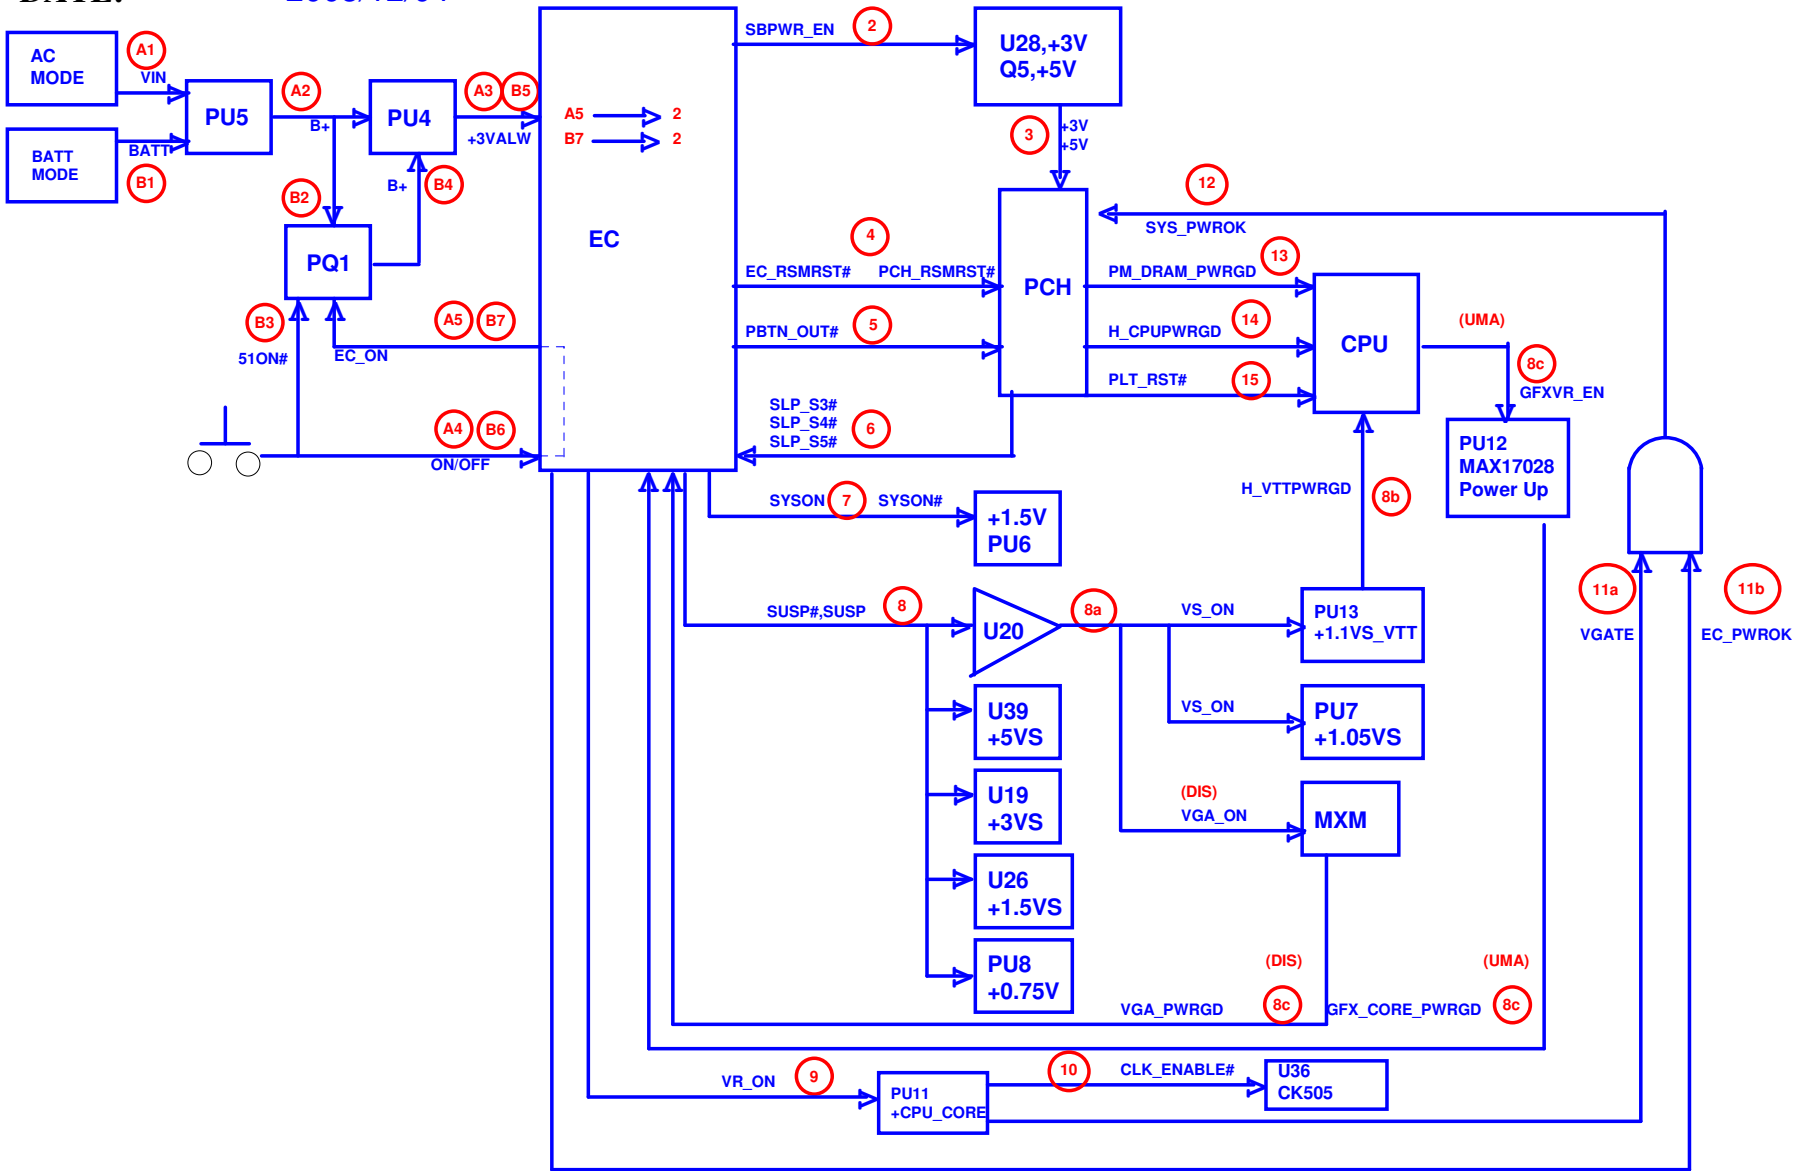 DATE:
AC
MODE
A1
VIN
BATT
MODE
BATT
B1
PU5
A2
B+
PU4
A3
B5
+3VALW
B2
B+
B4
PQ1
B3
51ON#
A5
B7
EC_ON
A4
B6
ON/OFF
A5
2
B7
2
EC
SBPWR_EN
2
U28,+3V
Q5,+5V
3
+3V
+5V
12
SYS_PWROK
4
EC_RSMRST#
PCH_RSMRST#
PCH
PM_DRAM_PWRGD
13
PBTN_OUT#
5
H_CPUPWRGD
14
CPU
(UMA)
8c
GFXVR_EN
PLT_RST#
15
SLP_S3#
SLP_S4#
SLP_S5#
6
PU12
MAX17028
Power Up
H_VTTPWRGD
8b
SYSON
7
SYSON#
+1.5V
PU6
SUSP#,SUSP
8
U20
8a
VS_ON
PU13
+1.1VS_VTT
11a
VGATE
11b
EC_PWROK
U39
+5VS
VS_ON
PU7
+1.05VS
U19
+3VS
(DIS)
VGA_ON
MXM
U26
+1.5VS
PU8
+0.75V
(DIS)
(UMA)
VGA_PWRGD
8c
GFX_CORE_PWRGD
8c
VR_ON
9
PU11
+CPU_CORE
10
CLK_ENABLE#
U36
CK505